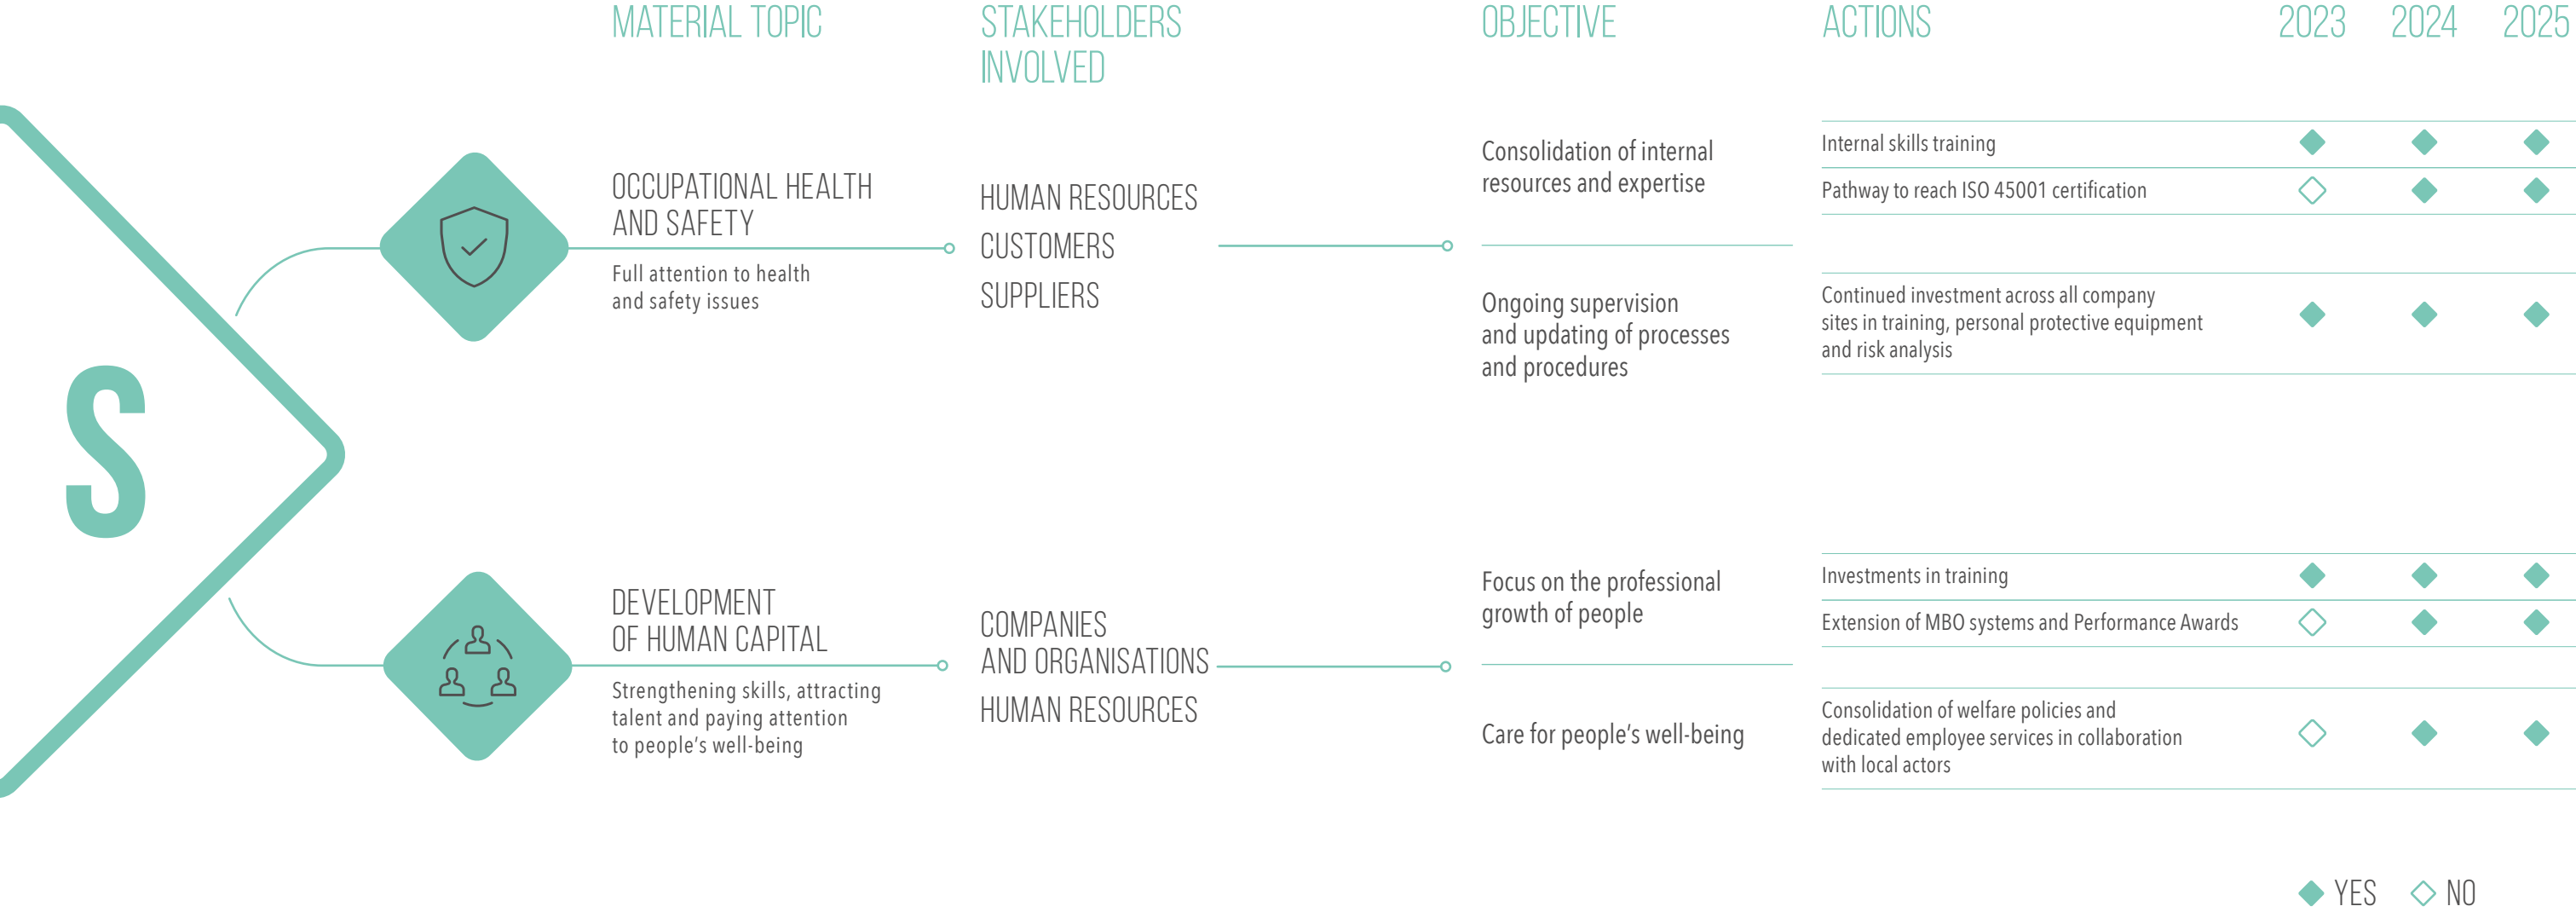 MATERIAL TOPIC
STAKEHOLDERS
INVOLVED
OBJECTIVE
ACTIONS
2023
2024
2025
S
OCCUPATIONAL HEALTH
AND SAFETY
Full attention to health
and safety issues
HUMAN RESOURCES
CUSTOMERS
SUPPLIERS
Consolidation of internal
resources and expertise
Internal skills training
Pathway to reach ISO 45001 certification
Ongoing supervision
and updating of processes
and procedures
Continued investment across all company
sites in training, personal protective equipment
and risk analysis
DEVELOPMENT
OF HUMAN CAPITAL
Strengthening skills, attracting
talent and paying attention
to people's well-being
COMPANIES
AND ORGANISATIONS
HUMAN RESOURCES
Focus on the professional
growth of people
Investments in training
Extension of MBO systems and Performance Awards
Care for people's well-being
Consolidation of welfare policies and
dedicated employee services in collaboration
with local actors
YES
NO